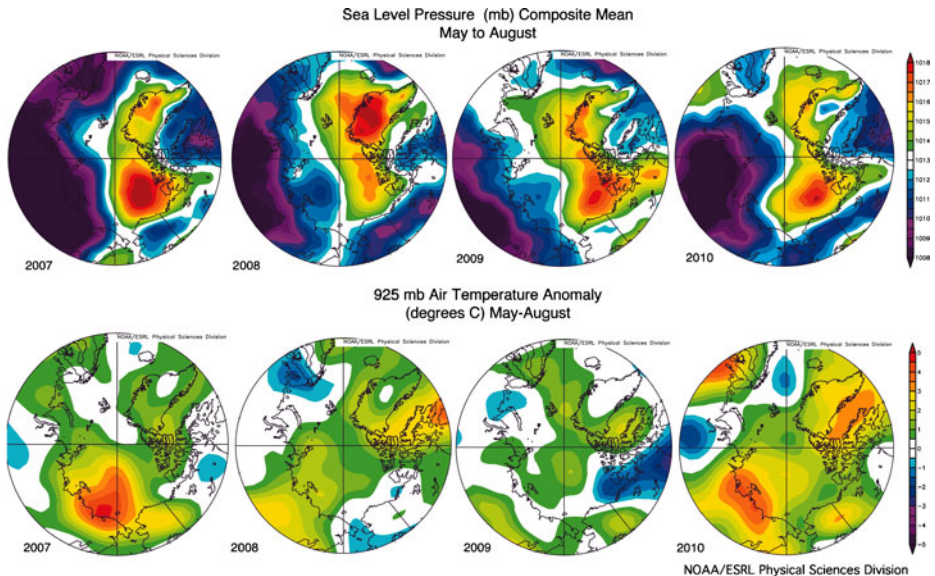 Sea Level Pressure (mb) Composite Mean
May to August
NOAA/ESRL Physical Sciences Division
NOAA/ESRL Physical Sciences Division
NOAA/ESRL Physical Sciences Division
NOAA/ESRL Physical Sciences Division
1018
1017
1016
1015
1014
1013
1012
1011
1010
1009
1008
2007
2008
2009
2010
925 mb Air Temperature Anomaly
(degrees C) May-August
NOAA/ESRL Physical Sciences Division
NOAA/ESRL Physical Sciences Division
NOAA/ESRL Physical Sciences Division
NOAA/ESRL Physical Sciences Division
5
4
3
2
1
0
-1
-2
-3
-4
-5
2007
2008
2009
2010
NOAA/ESRL Physical Sciences Division